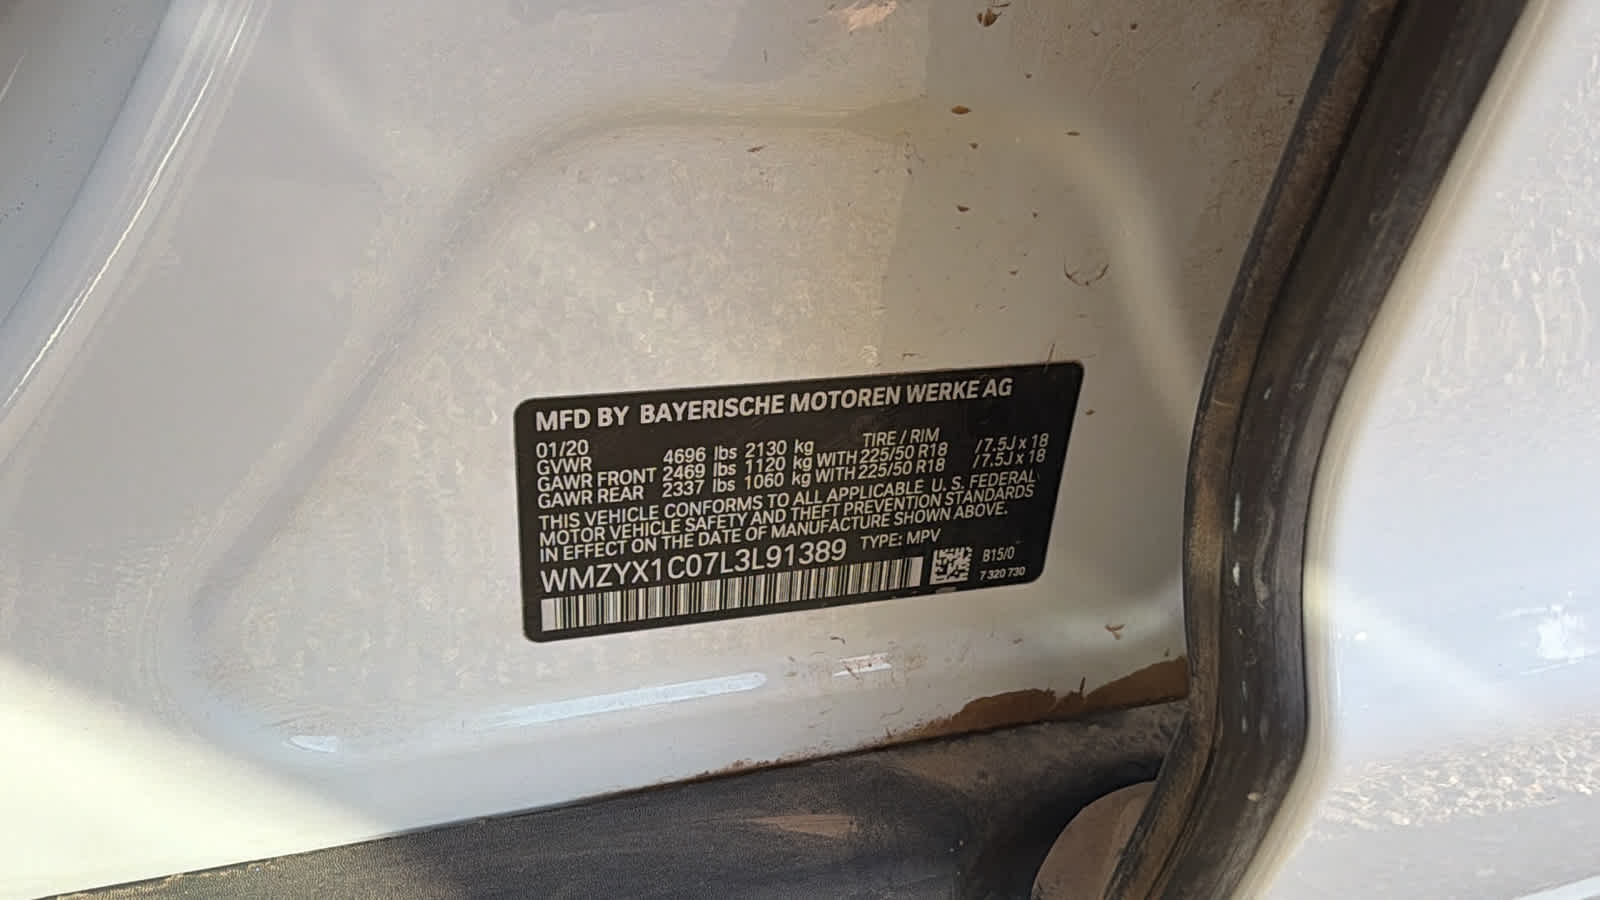 MFD BY BAYERISCHE MOTOREN WERKE AG
01/20 TIRE / RIM
GVWR 4696 lbs 2130 kg
GAWR FRONT 2469 lbs 1120 kg WITH 225/50 R18 /7.5J x 18
GAWR REAR 2337 lbs 1060 kg WITH 225/50 R18 /7.5J x 18
THIS VEHICLE CONFORMS TO ALL APPLICABLE U. S. FEDERAL
MOTOR VEHICLE SAFETY AND THEFT PREVENTION STANDARDS
IN EFFECT ON THE DATE OF MANUFACTURE SHOWN ABOVE.
WMZYX1C07L3L91389 TYPE: MPV
B15/0
7 320 730